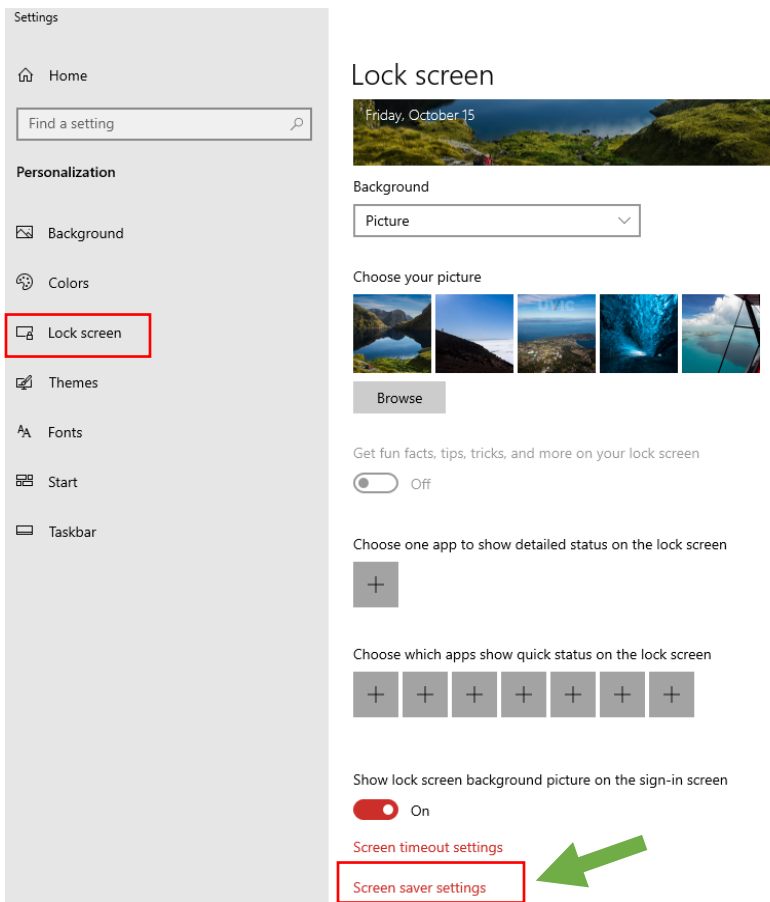 Settings
Home
Find a setting
Personalization
Background
Colors
Lock screen
Themes
Fonts
Start
Taskbar
Lock screen
Friday, October 15
Background
Picture
Choose your picture
UVIC
Browse
Get fun facts, tips, tricks, and more on your lock screen
Off
Choose one app to show detailed status on the lock screen
Choose which apps show quick status on the lock screen
Show lock screen background picture on the sign-in screen
On
Screen timeout settings
Screen saver settings